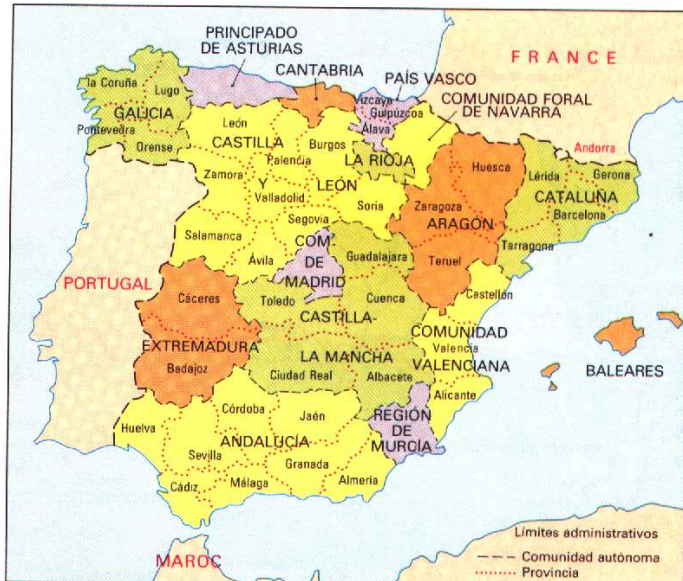 PRINCIPADO
DE ASTURIAS
CANTABRIA
PAÍS VASCO
FRANCE
COMUNIDAD FORAL
DE NAVARRA
la Coruña
Lugo
GALICIA
Pontevedra
Orense
León
CASTILLA
Y
LEÓN
Palencia
Burgos
Zamora
Valladolid
Soria
Segovia
Salamanca
Ávila
Vizcaya
Guipúzcoa
Álava
LA RIOJA
Huesca
Zaragoza
ARAGÓN
Teruel
Andorra
Lérida
Gerona
CATALUÑA
Barcelona
Tarragona
COM.
DE
MADRID
PORTUGAL
Cáceres
EXTREMADURA
Badajoz
Guadalajara
Toledo
Cuenca
CASTILLA-
LA MANCHA
Ciudad Real
Albacete
Castellón
COMUNIDAD
Valencia
VALENCIANA
Alicante
BALEARES
REGIÓN
DE
MURCÍA
Huelva
Córdoba
Jaén
ANDALUCÍA
Sevilla
Granada
Cádiz
Málaga
Almería
MAROC
Límites administrativos
Comunidad autónoma
Provincia